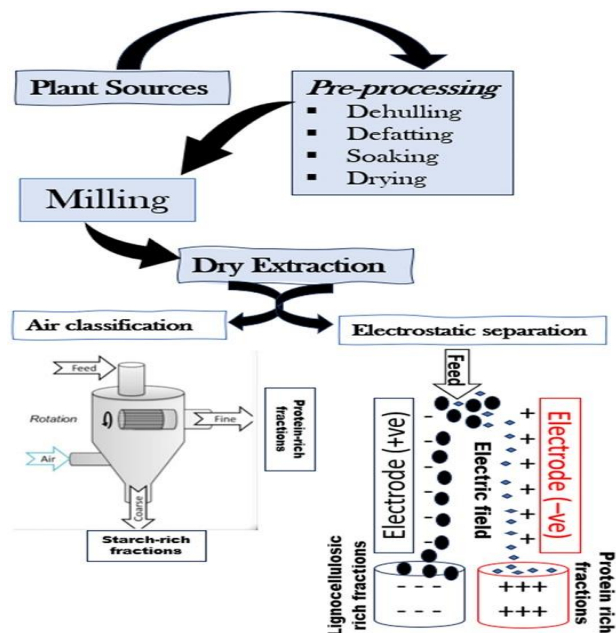 Plant Sources
Pre-processing
▪ Dehulling
▪ Defatting
▪ Soaking
▪ Drying
Milling
Dry Extraction
Air classification
Electrostatic separation
Feed
Rotation
Fine
Air
Coarse
Protein-rich
fractions
Starch-rich
fractions
Feed
Electrode (+ve)
- - - - - -
Electric field
+ + + + + +
Electrode (-ve)
Lignocellulosic
rich fractions
- - -
- - -
+++
+++
Protein rich
fractions